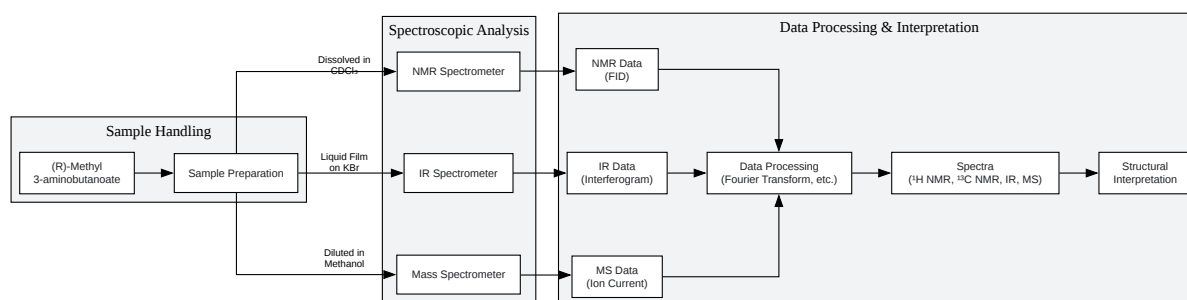 Spectroscopic Analysis
Data Processing & Interpretation
Dissolved in
CDCl₃
NMR Spectrometer
NMR Data
(FID)
Sample Handling
(R)-Methyl
3-aminobutanoate
Sample Preparation
Liquid Film
on KBr
IR Spectrometer
IR Data
(Interferogram)
Data Processing
(Fourier Transform, etc.)
Spectra
(¹H NMR, ¹³C NMR, IR, MS)
Structural
Interpretation
Diluted in
Methanol
Mass Spectrometer
MS Data
(Ion Current)